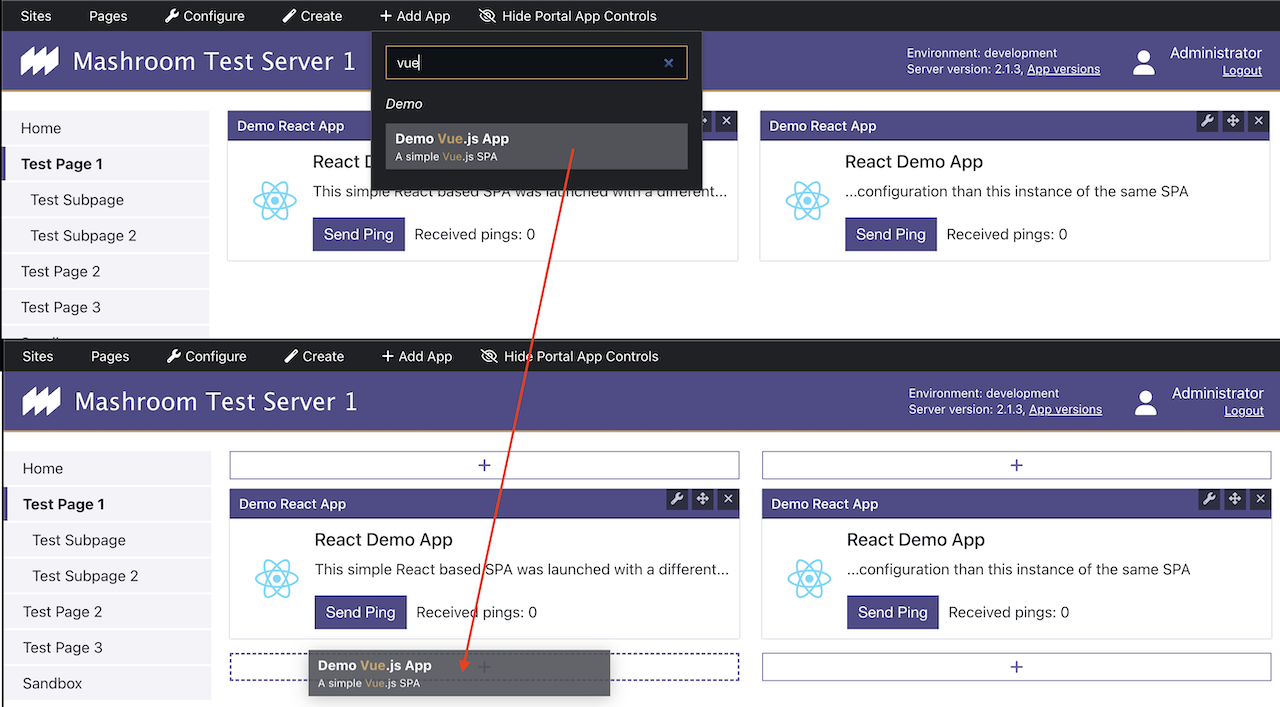 Sites Pages Configure Create + Add App Hide Portal App Controls
Mashroom Test Server 1
vue
Environment: development
Server version: 2.1.3, App versions
Administrator
Logout
Demo
Demo Vue.js App
A simple Vue.js SPA
Home
Test Page 1
Test Subpage
Test Subpage 2
Test Page 2
Test Page 3
Demo React App
React D
This simple React based SPA was launched with a different...
Send Ping Received pings: 0
Demo React App
React Demo App
...configuration than this instance of the same SPA
Send Ping Received pings: 0
Sites Pages Configure Create + Add App Hide Portal App Controls
Mashroom Test Server 1
Environment: development
Server version: 2.1.3, App versions
Administrator
Logout
Home
Test Page 1
Test Subpage
Test Subpage 2
Test Page 2
Test Page 3
Sandbox
+
Demo React App
React Demo App
This simple React based SPA was launched with a different...
Send Ping Received pings: 0
+
Demo Vue.js App
A simple Vue.js SPA
+
Demo React App
React Demo App
...configuration than this instance of the same SPA
Send Ping Received pings: 0
+